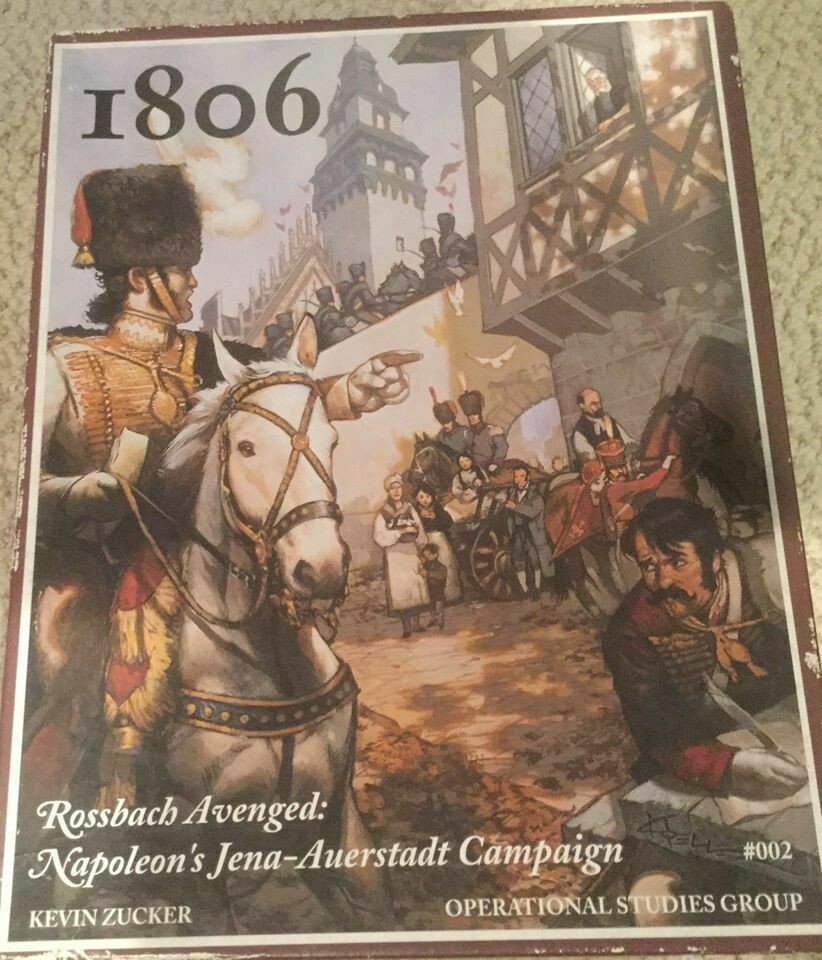 1806
Rossbach Avenged:
Napoleon's Jena-Auerstadt Campaign
#002
KEVIN ZUCKER
OPERATIONAL STUDIES GROUP